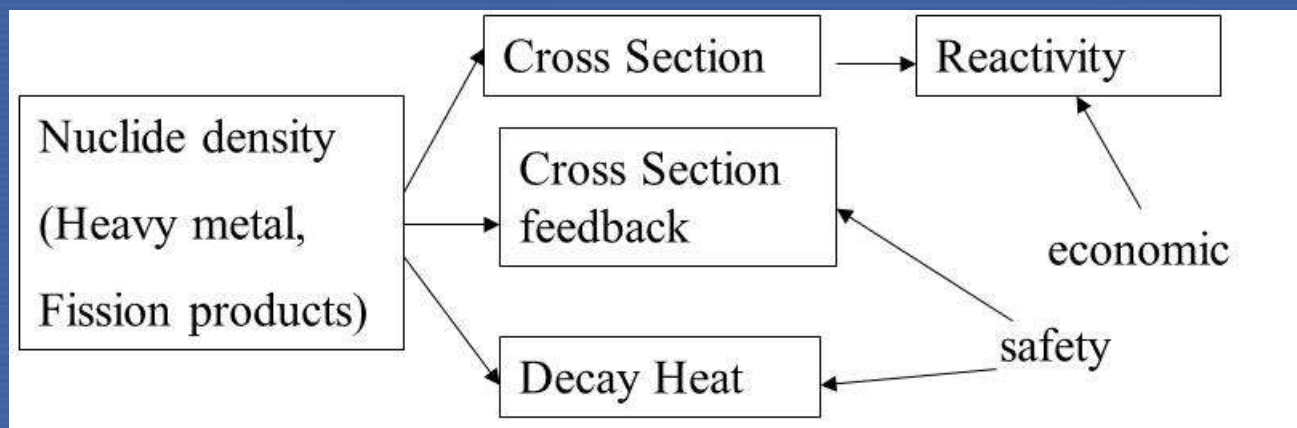 Nuclide density
(Heavy metal,
Fission products)
Cross Section
Reactivity
Cross Section
feedback
economic
safety
Decay Heat